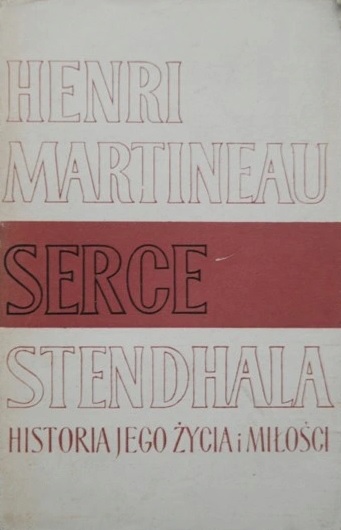 HENRI
MARTINEAU
SERCE
STENDHALA
HISTORIA JEGO ŻYCIA i MIŁOŚCI